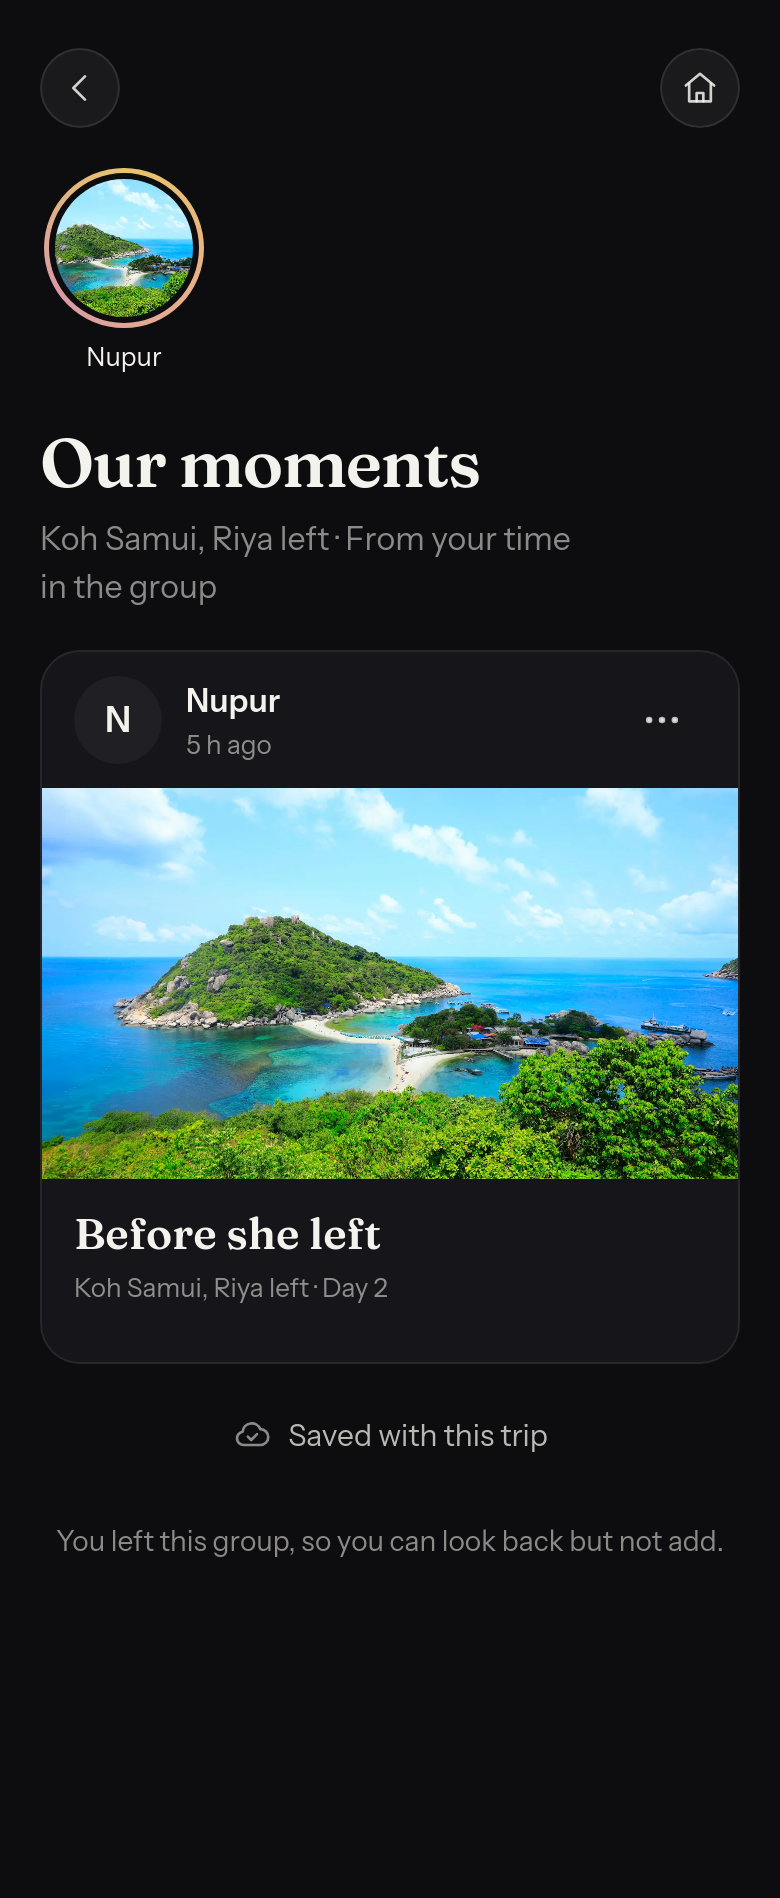 Nupur
Our moments
Koh Samui, Riya left · From your time
in the group
N
Nupur
5 h ago
Before she left
Koh Samui, Riya left · Day 2
Saved with this trip
You left this group, so you can look back but not add.